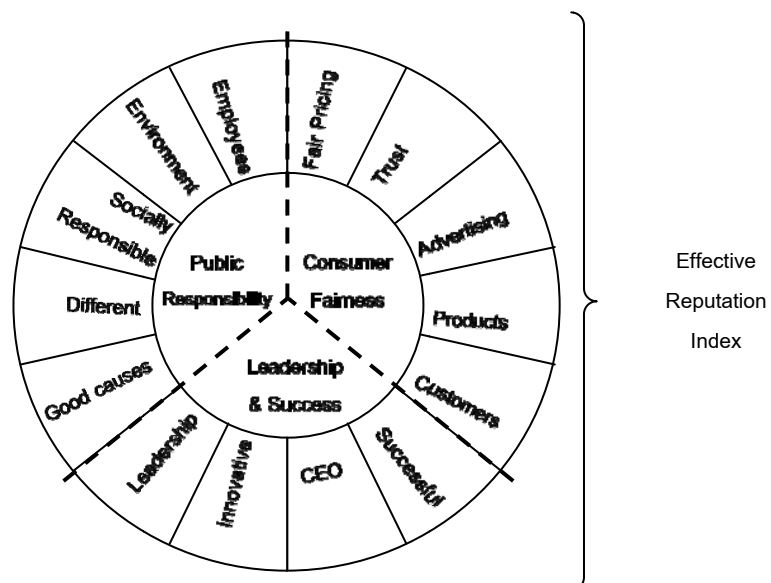 Fair Pricing
Trust
Advertising
Products
Customers
Successful
CEO
Innovative
Leadership
Good causes
Different
Socially
Responsible
Environment
Employees
Public
Responsibility
Consumer
Fairness
Leadership
& Success
Effective
Reputation
Index